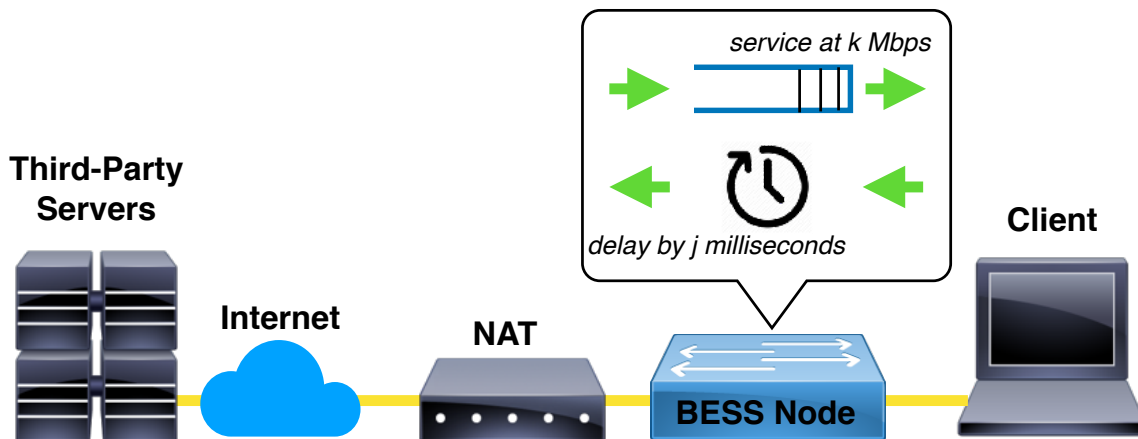 service at k Mbps
delay by j milliseconds
Third-Party
Servers
Internet
NAT
BESS Node
Client